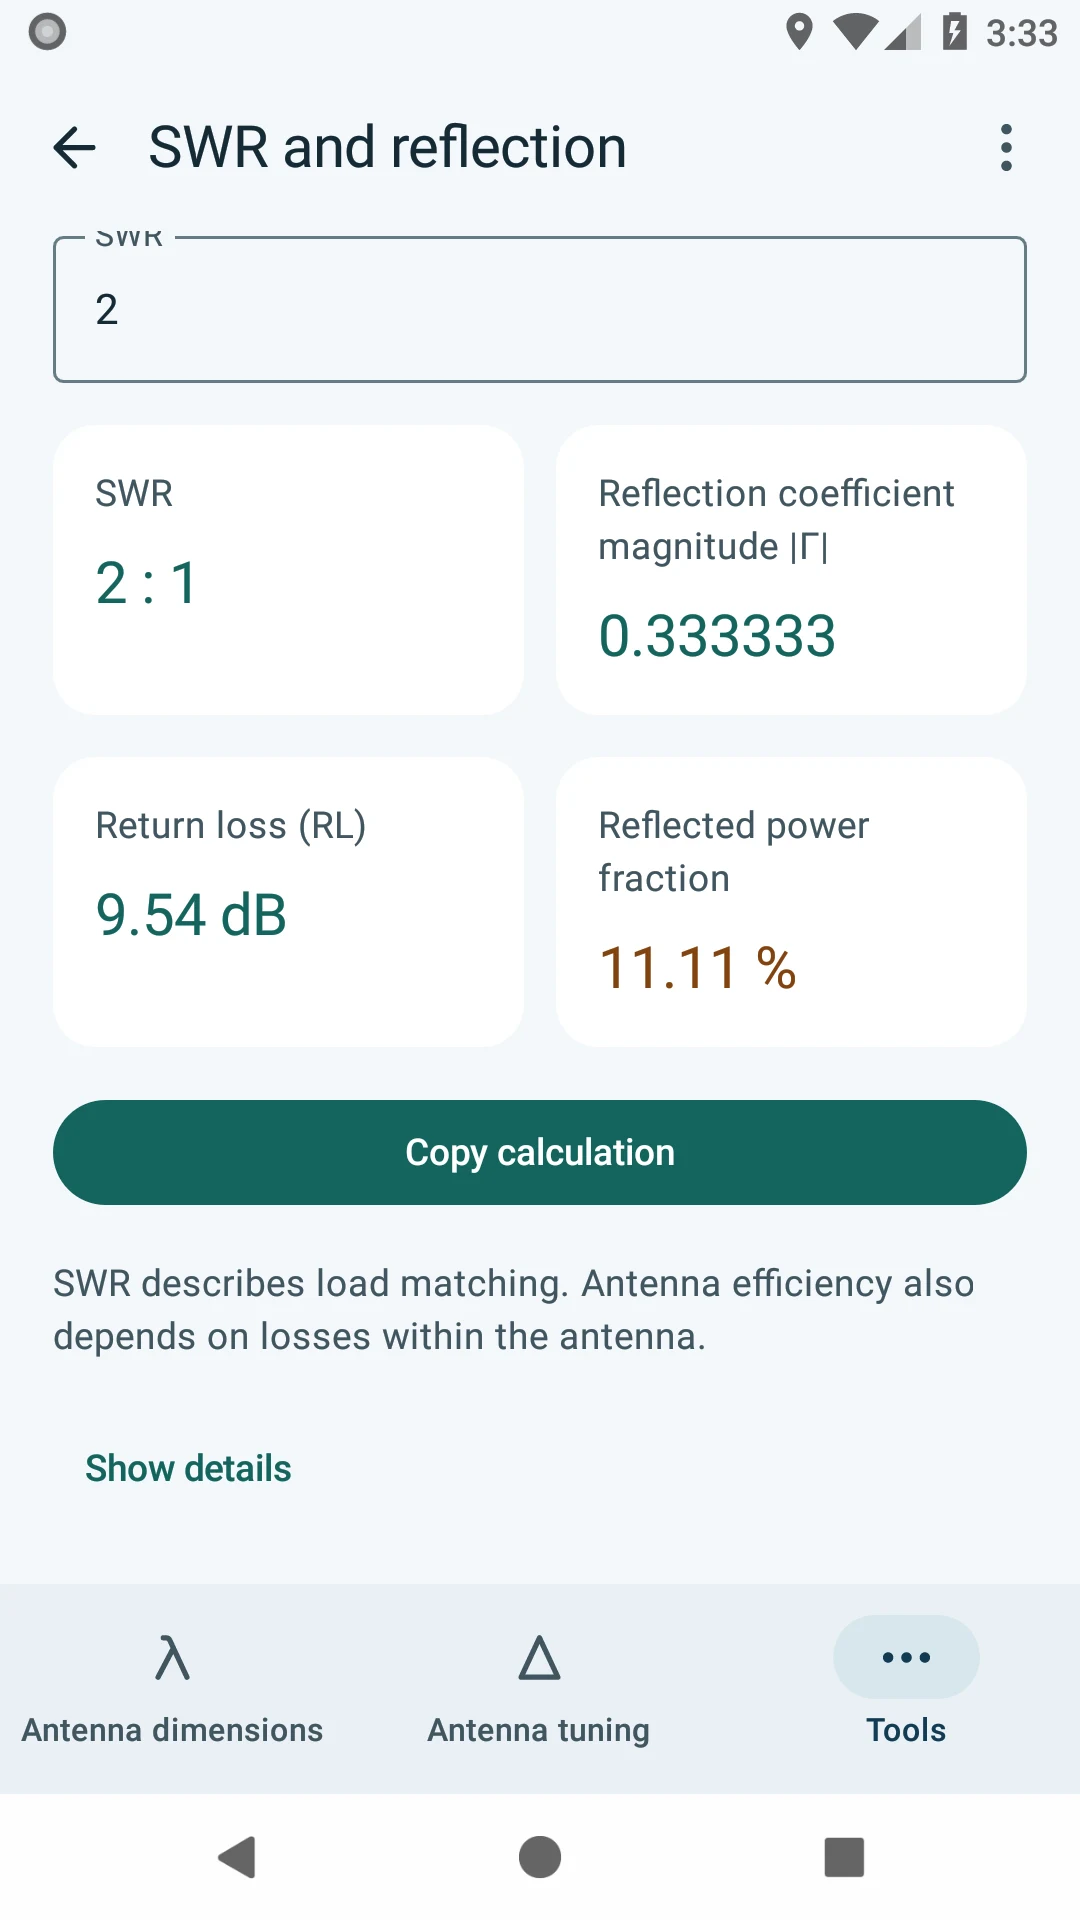 3:33
SWR and reflection
SWR
2
SWR
2 : 1
Reflection coefficient
magnitude |Γ|
0.333333
Return loss (RL)
9.54 dB
Reflected power
fraction
11.11 %
Copy calculation
SWR describes load matching. Antenna efficiency also
depends on losses within the antenna.
Show details
λ
Δ
Antenna dimensions
Antenna tuning
Tools